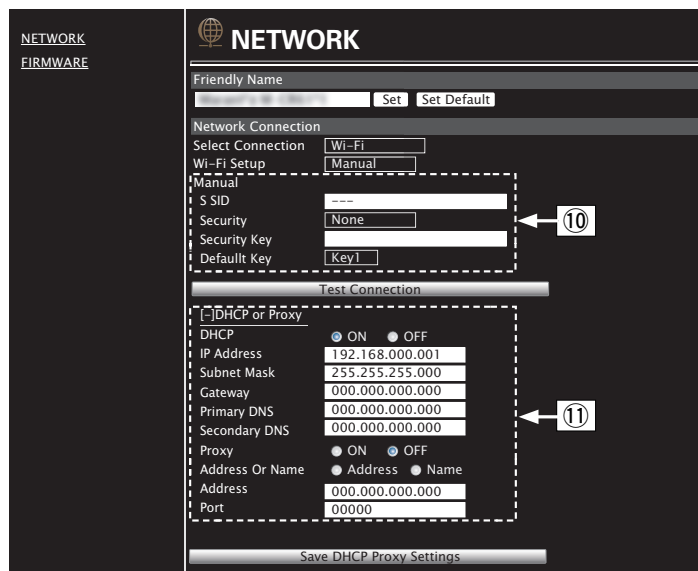 NETWORK
FIRMWARE
NETWORK
Friendly Name
Set Set Default
Network Connection
Select Connection Wi-Fi
Wi-Fi Setup Manual
Manual
S SID ---
Security None
Security Key
Defaullt Key Key1
⑩
Test Connection
[-]DHCP or Proxy
DHCP ON OFF
IP Address 192.168.000.001
Subnet Mask 255.255.255.000
Gateway 000.000.000.000
Primary DNS 000.000.000.000
Secondary DNS 000.000.000.000
⑪
Proxy ON OFF
Address Or Name Address Name
Address 000.000.000.000
Port 00000
Save DHCP Proxy Settings